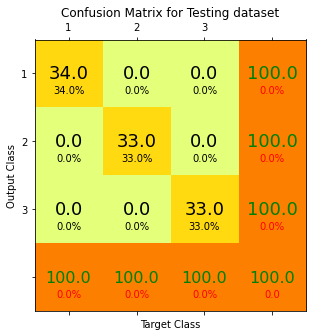 Confusion Matrix for Testing dataset
1 2 3
1 34.0 0.0 0.0 100.0
34.0% 0.0% 0.0% 0.0%
2 0.0 33.0 0.0 100.0
0.0% 33.0% 0.0% 0.0%
3 0.0 0.0 33.0 100.0
0.0% 0.0% 33.0% 0.0%
100.0 100.0 100.0 100.0
0.0% 0.0% 0.0% 0.0
Output Class
Target Class